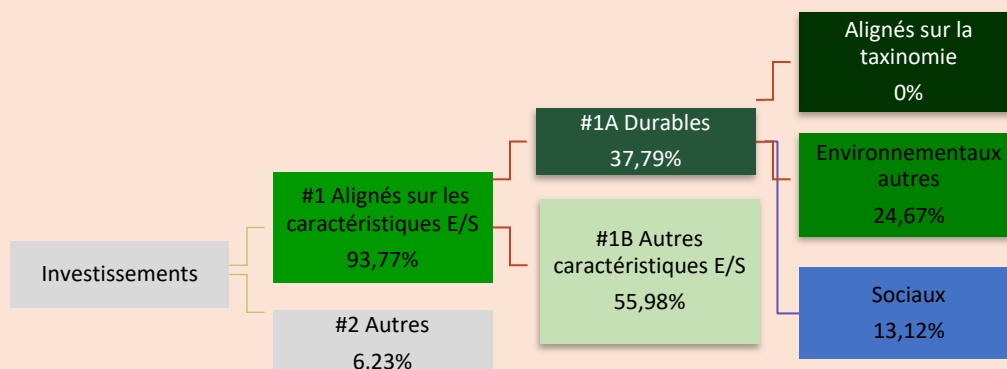 Investissements
#1 Alignés sur les
caractéristiques E/S
93,77%
#2 Autres
6,23%
#1A Durables
37,79%
#1B Autres
caractéristiques E/S
55,98%
Alignés sur la
taxinomie
0%
Environnementaux
autres
24,67%
Sociaux
13,12%